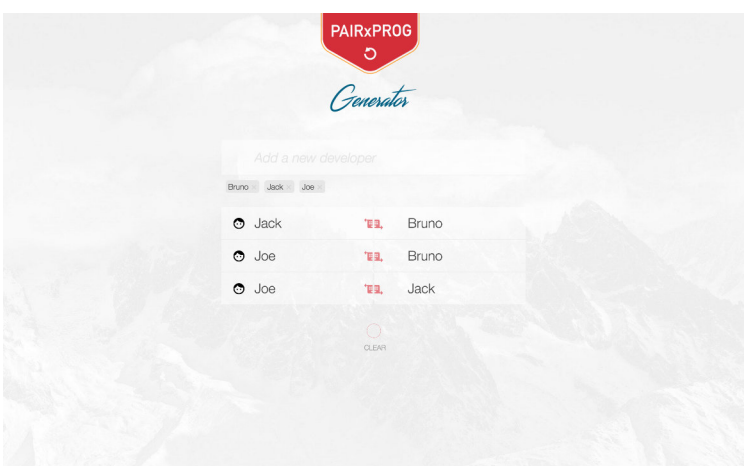 PAIRxPROG
Generator
Add a new developer
Bruno × Jack × Joe ×
Jack Bruno
Joe Bruno
Joe Jack
CLEAR